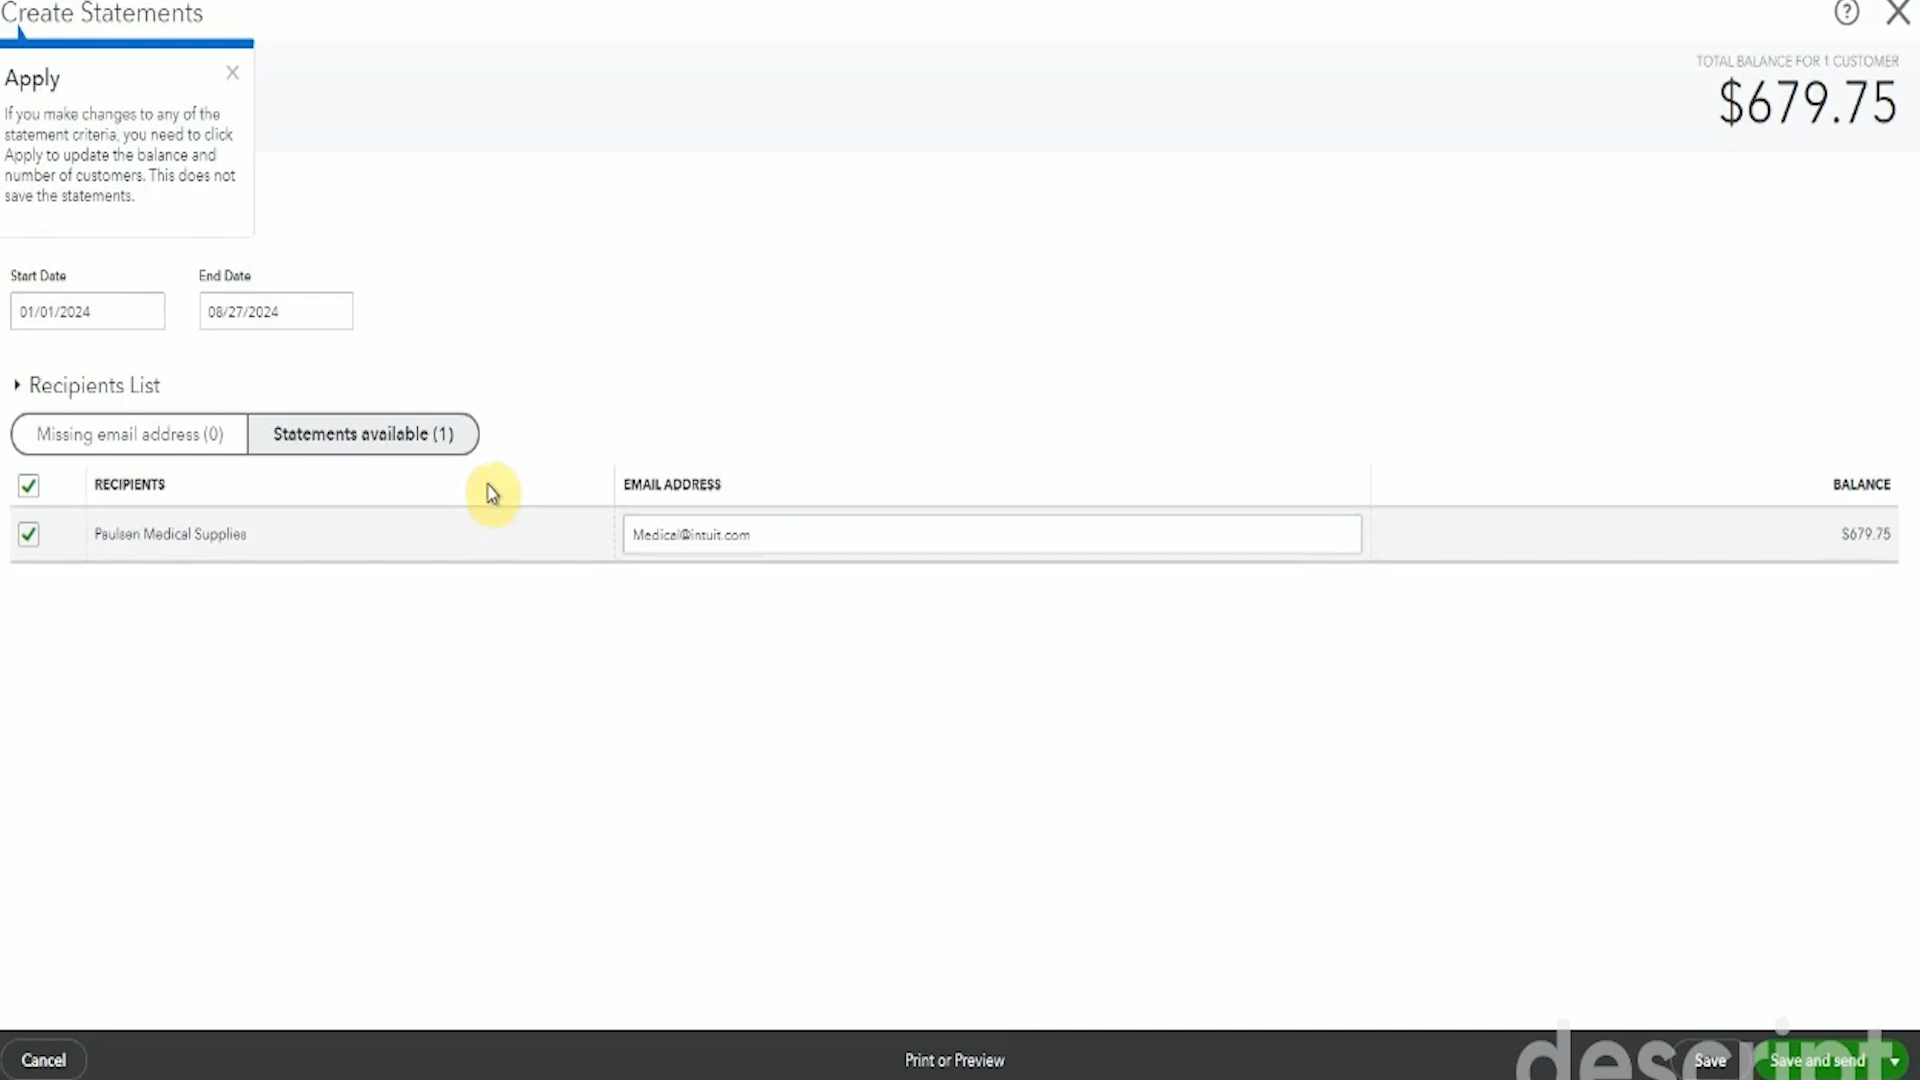 Create Statements
TOTAL BALANCE FOR 1 CUSTOMER
$679.75
Apply
If you make changes to any of the
statement criteria, you need to click
Apply to update the balance and
number of customers. This does not
save the statements.
Start Date
End Date
01/01/2024
08/27/2024
Recipients List
Missing email address (0)
Statements available (1)
RECIPIENTS
EMAIL ADDRESS
BALANCE
Paulsen Medical Supplies
Medical@intuit.com
$679.75
Cancel
Print or Preview
Save
Save and send
descript